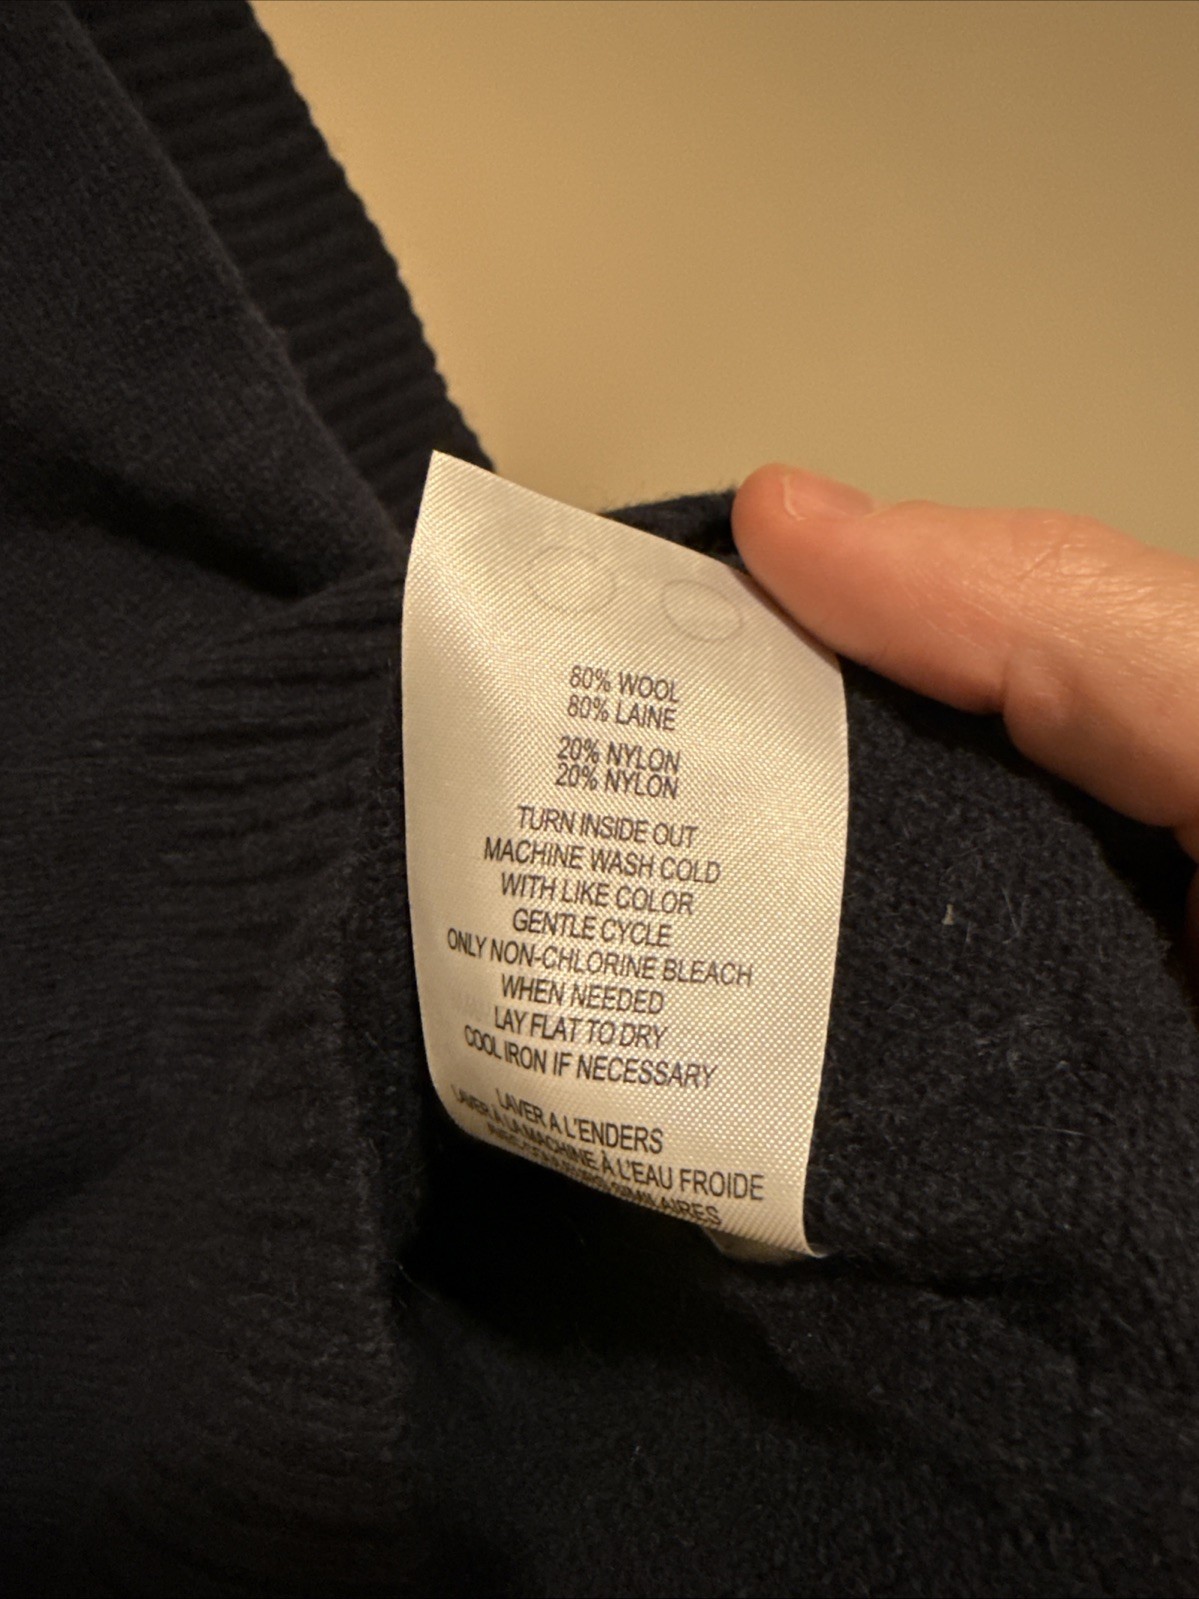 80% WOOL
80% LAINE
20% NYLON
20% NYLON
TURN INSIDE OUT
MACHINE WASH COLD
WITH LIKE COLOR
GENTLE CYCLE
ONLY NON-CHLORINE BLEACH
WHEN NEEDED
LAY FLAT TO DRY
COOL IRON IF NECESSARY
LAVER A L'ENDERS
LAVER À LA MACHINE À L'EAU FROIDE
AVEC SIMILAIRES